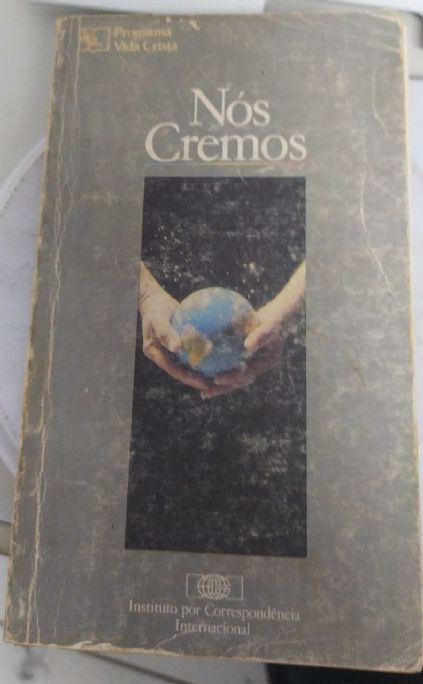 Programa
Vida Cristã
Nós
Cremos
Instituto por Correspondência
Internacional